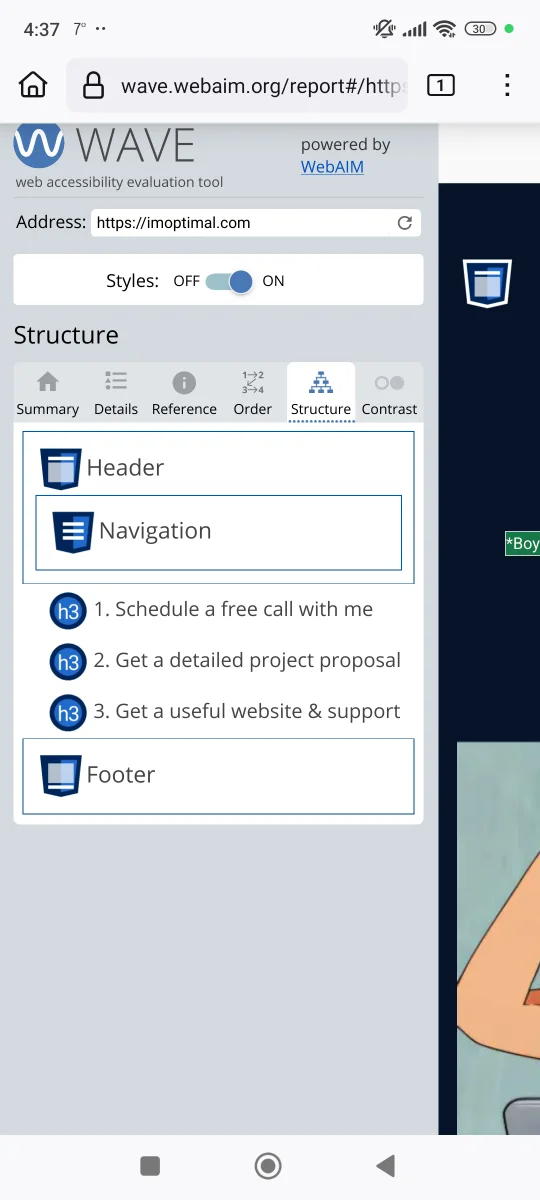 4:37 7° ··
30
wave.webaim.org/report#/https
1
WAVE
powered by
WebAIM
web accessibility evaluation tool
Address: https://imoptimal.com
Styles: OFF ON
Structure
1→2
3→4
Summary Details Reference Order Structure Contrast
Header
Navigation
h3 1. Schedule a free call with me
h3 2. Get a detailed project proposal
h3 3. Get a useful website & support
Footer
*Boy